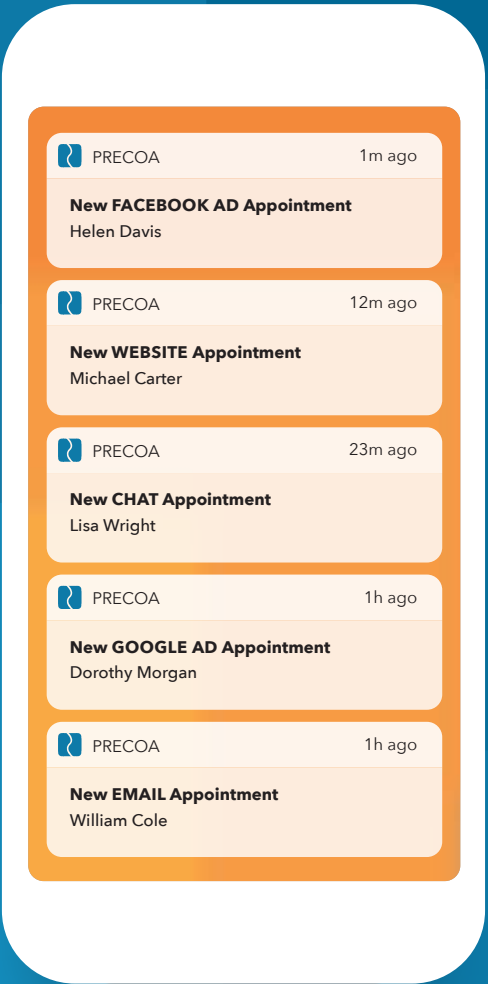 PRECOA 1m ago
New FACEBOOK AD Appointment
Helen Davis
PRECOA 12m ago
New WEBSITE Appointment
Michael Carter
PRECOA 23m ago
New CHAT Appointment
Lisa Wright
PRECOA 1h ago
New GOOGLE AD Appointment
Dorothy Morgan
PRECOA 1h ago
New EMAIL Appointment
William Cole